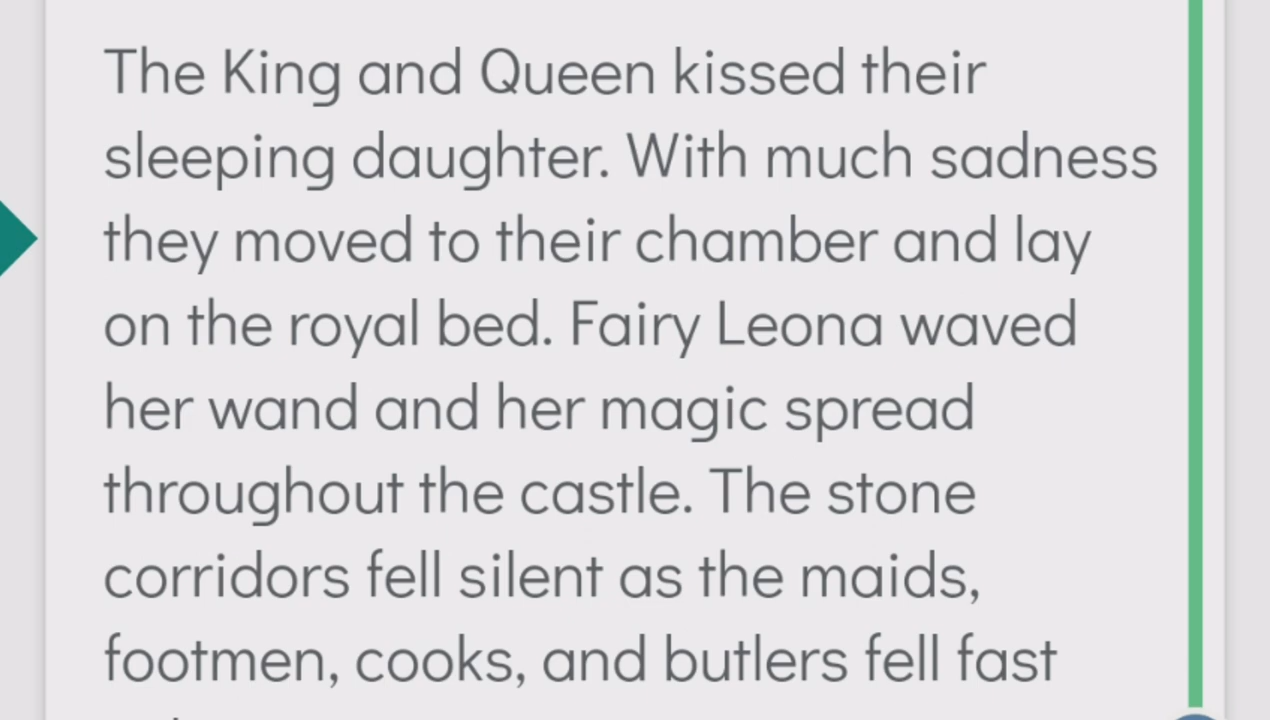 The King and Queen kissed their
sleeping daughter. With much sadness
they moved to their chamber and lay
on the royal bed. Fairy Leona waved
her wand and her magic spread
throughout the castle. The stone
corridors fell silent as the maids,
footmen, cooks, and butlers fell fast